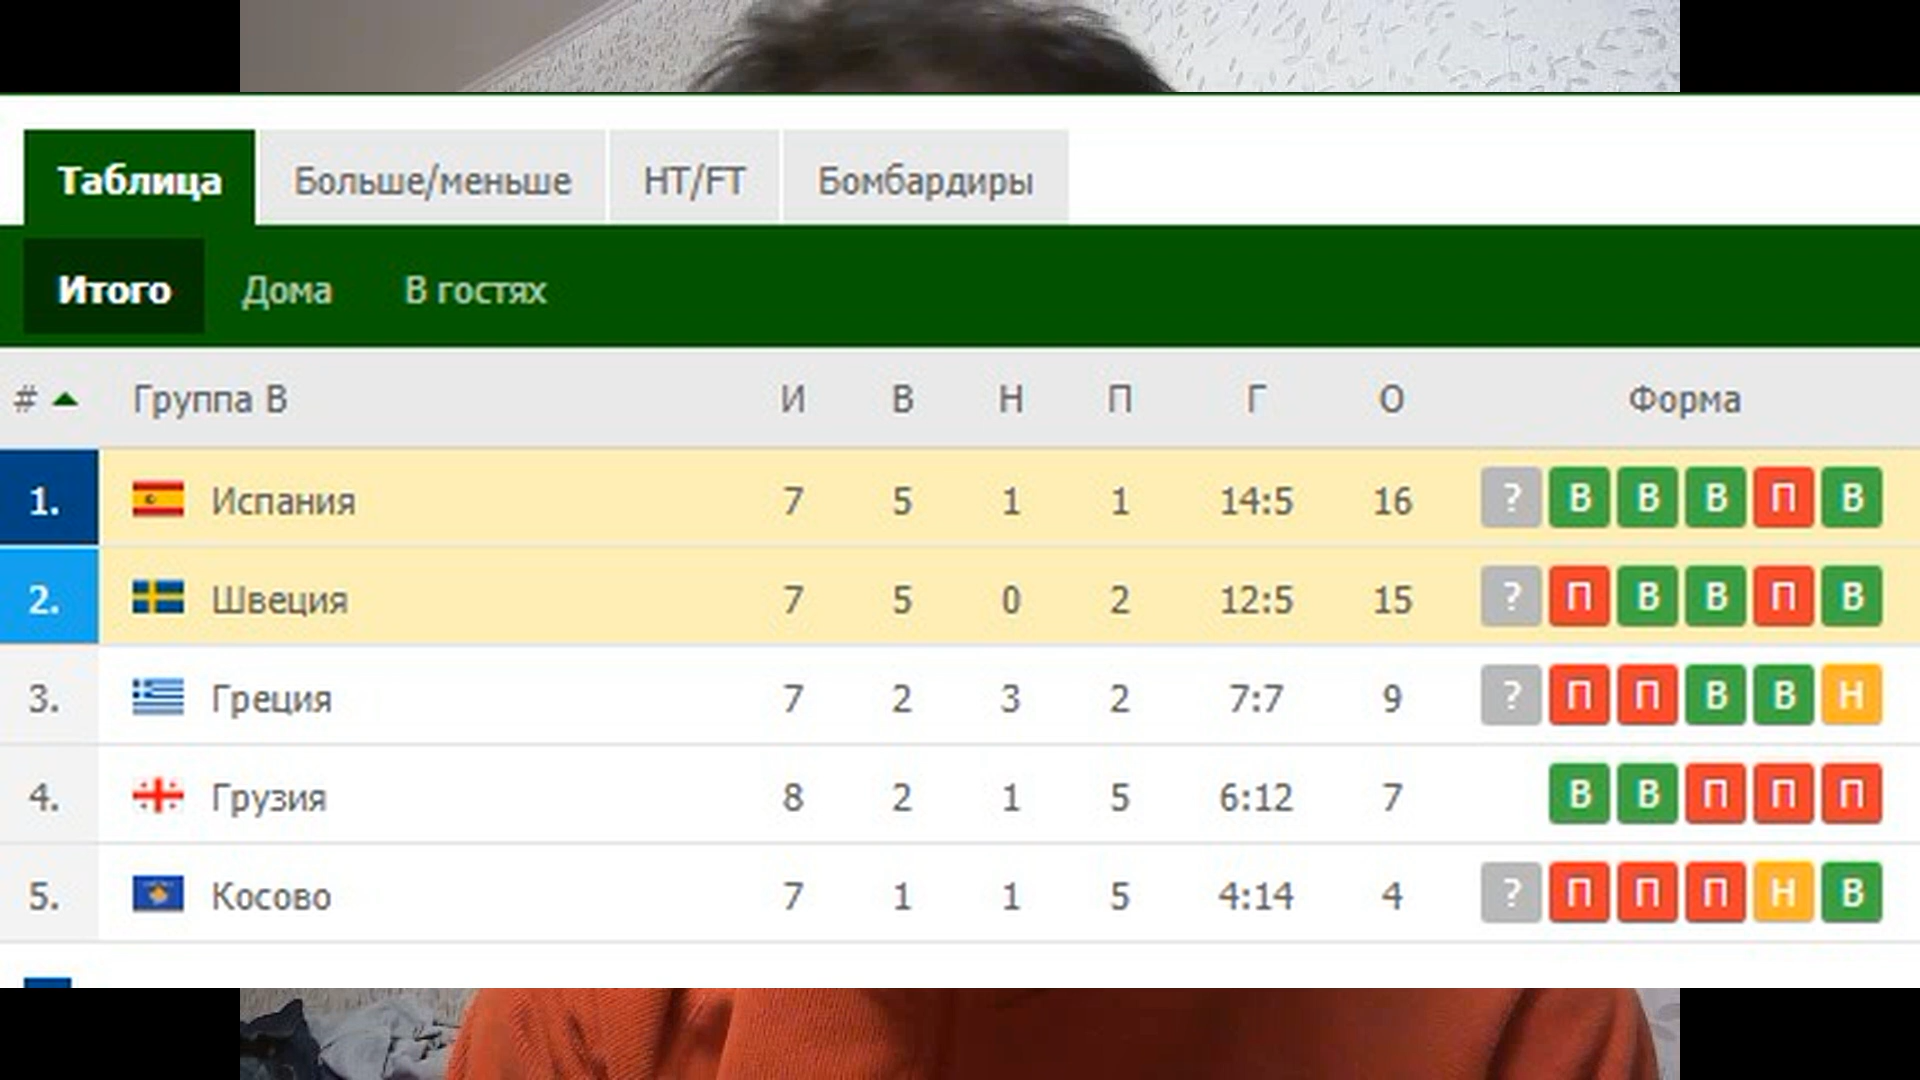 Таблица Больше/меньше HT/FT Бомбардиры
Итого Дома В гостях
# Группа B И В Н П Г О Форма
1. Испания 7 5 1 1 14:5 16 ? В В В П В
2. Швеция 7 5 0 2 12:5 15 ? П В В П В
3. Греция 7 2 3 2 7:7 9 ? П П В В Н
4. Грузия 8 2 1 5 6:12 7 В В П П П
5. Косово 7 1 1 5 4:14 4 ? П П П Н В